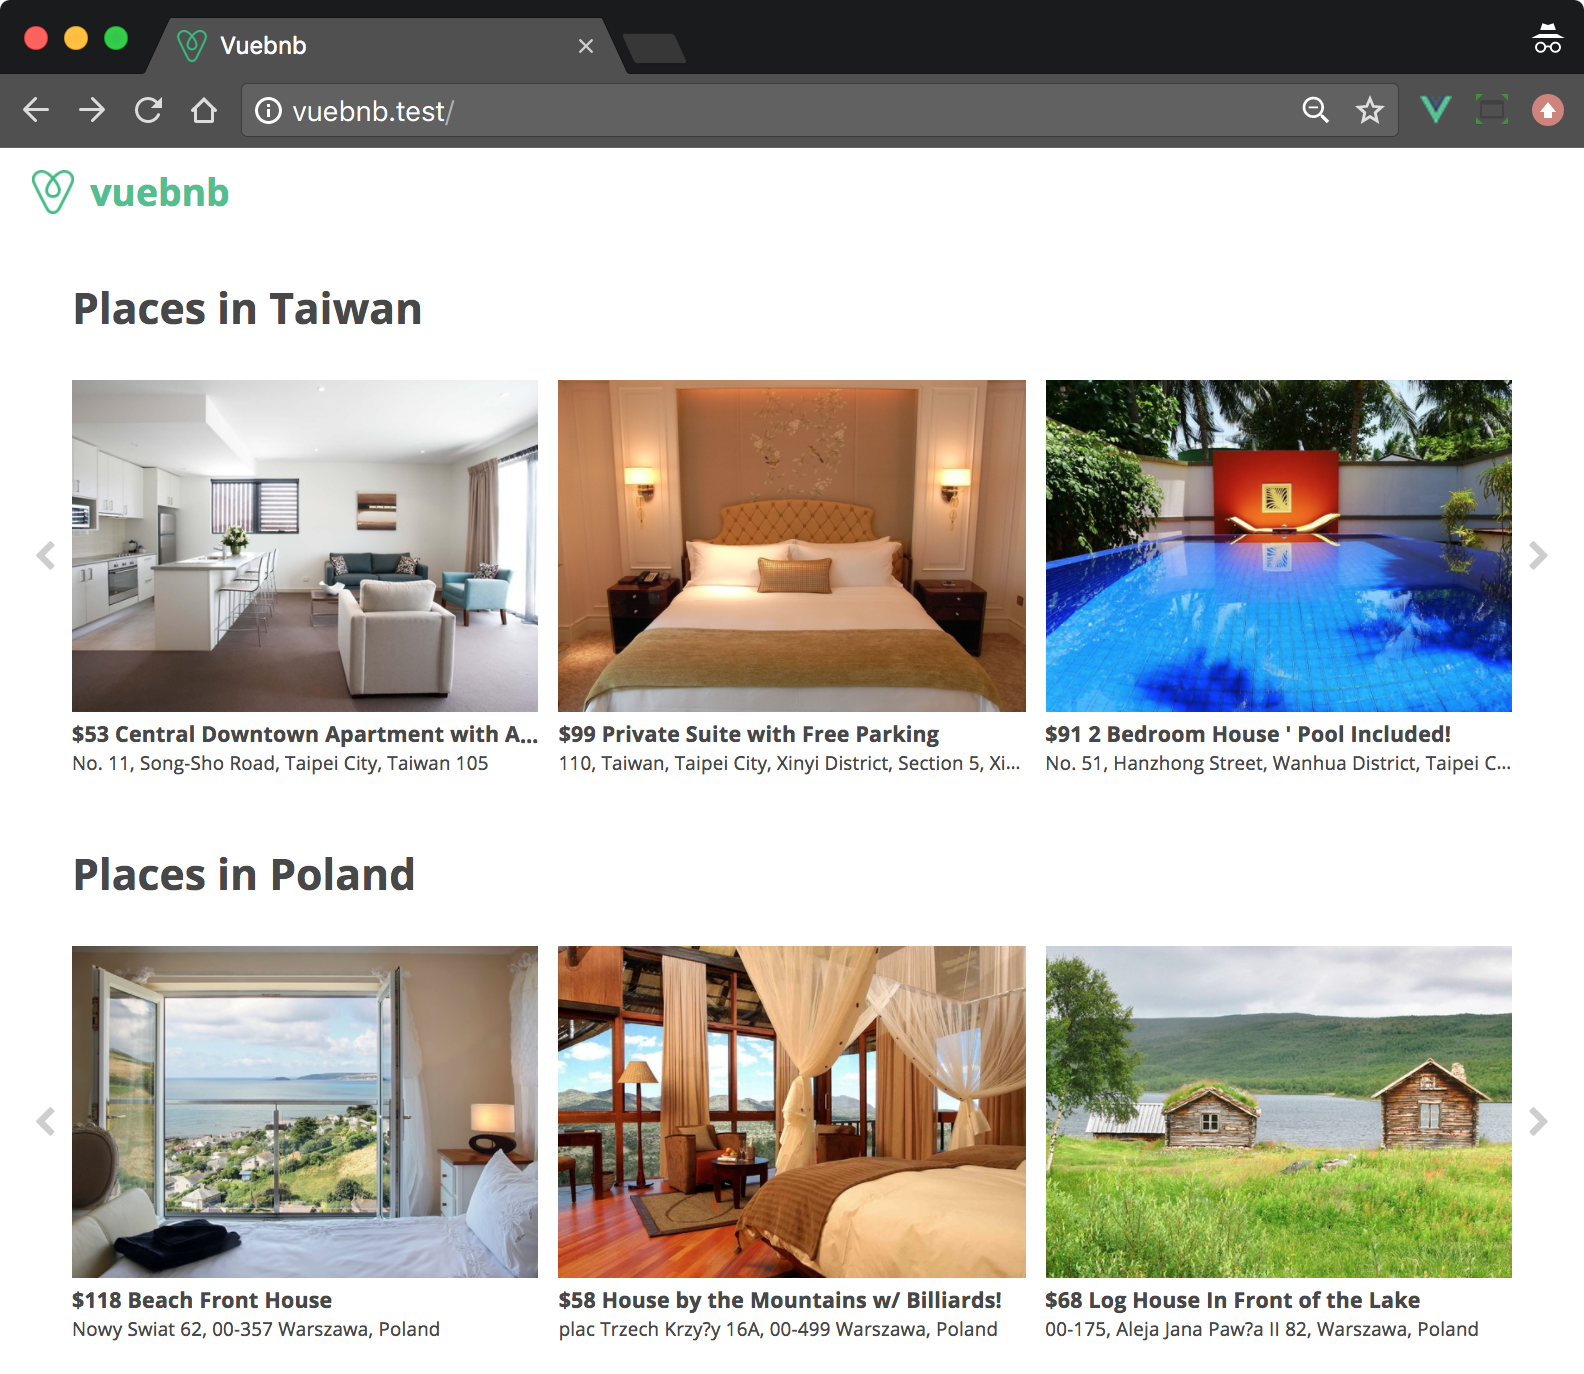 Vuebnb
vuebnb.test/
vuebnb
Places in Taiwan
$53 Central Downtown Apartment with A...
No. 11, Song-Sho Road, Taipei City, Taiwan 105
$99 Private Suite with Free Parking
110, Taiwan, Taipei City, Xinyi District, Section 5, Xi...
$91 2 Bedroom House ' Pool Included!
No. 51, Hanzhong Street, Wanhua District, Taipei C...
Places in Poland
$118 Beach Front House
Nowy Swiat 62, 00-357 Warszawa, Poland
$58 House by the Mountains w/ Billiards!
plac Trzech Krzy?y 16A, 00-499 Warszawa, Poland
$68 Log House In Front of the Lake
00-175, Aleja Jana Paw?a II 82, Warszawa, Poland